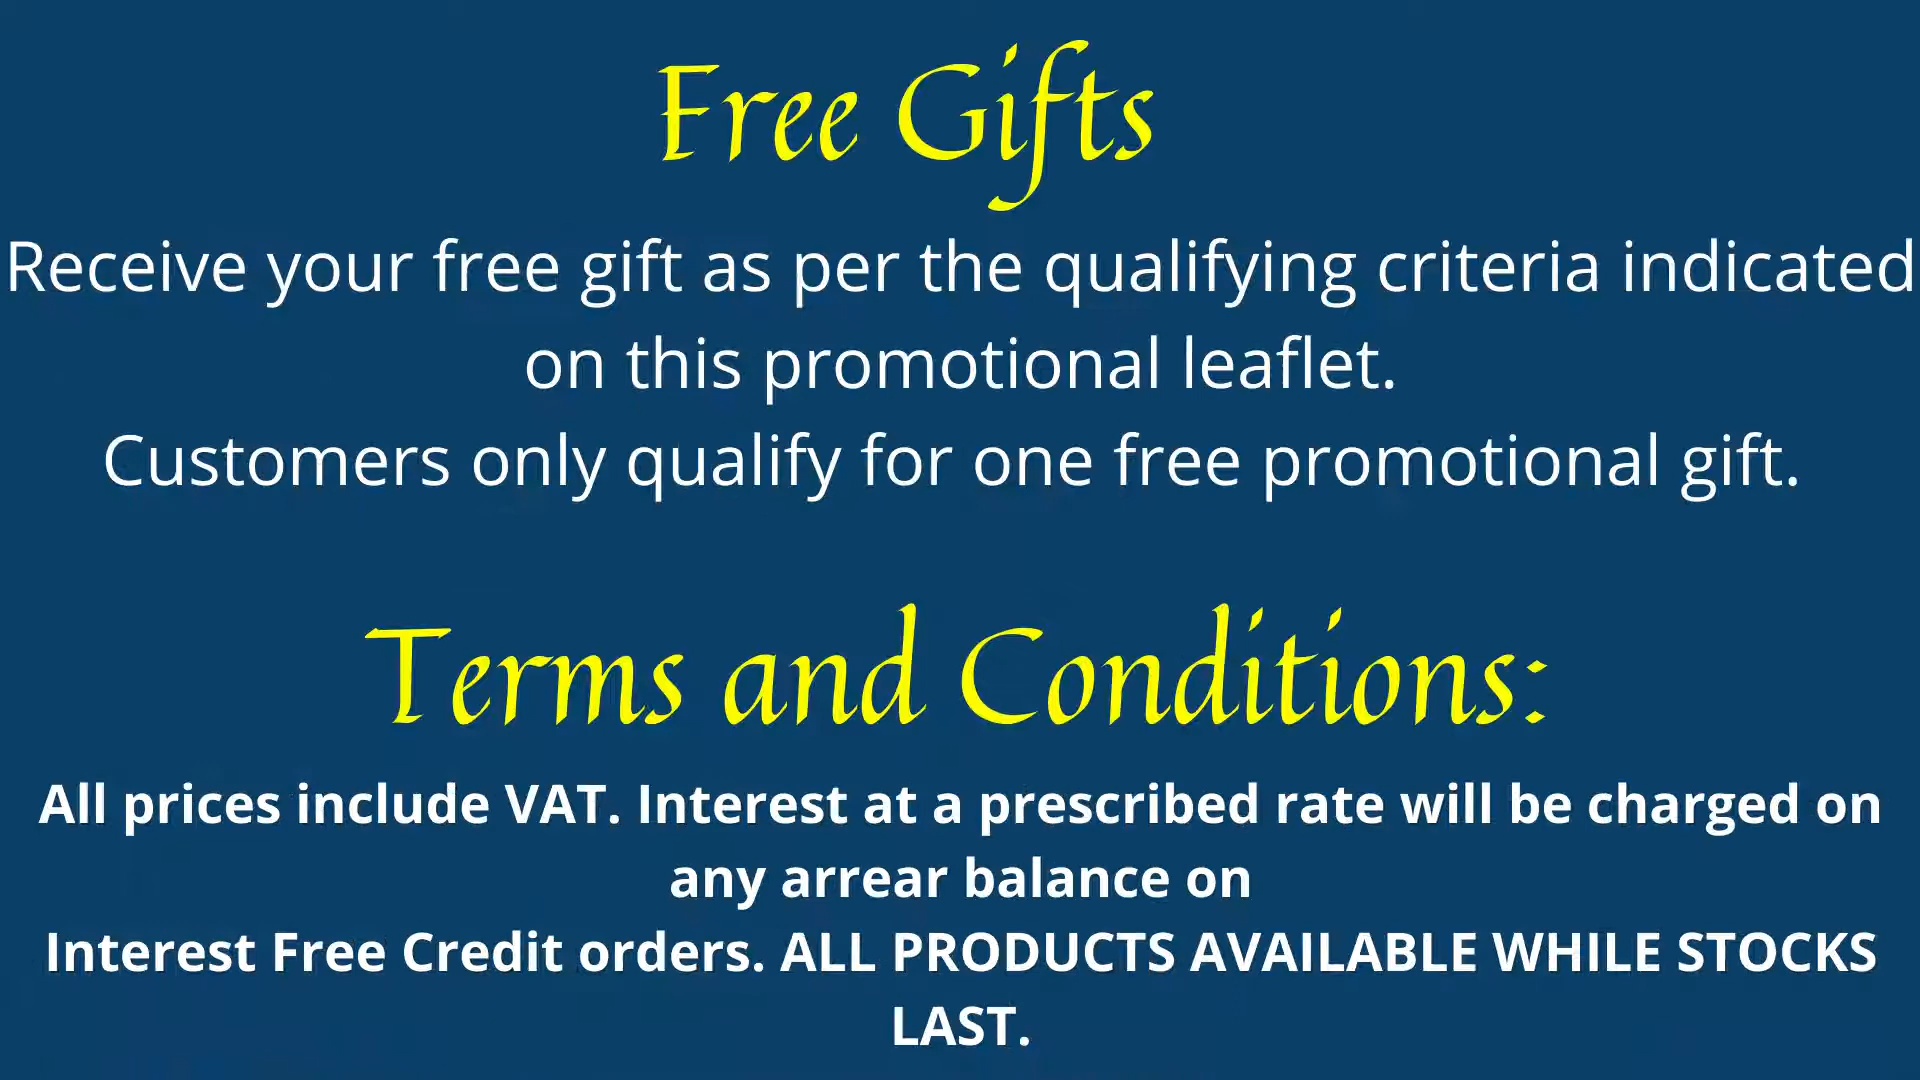 Free Gifts
Receive your free gift as per the qualifying criteria indicated
on this promotional leaflet.
Customers only qualify for one free promotional gift.
Terms and Conditions:
All prices include VAT. Interest at a prescribed rate will be charged on
any arrear balance on
Interest Free Credit orders. ALL PRODUCTS AVAILABLE WHILE STOCKS
LAST.